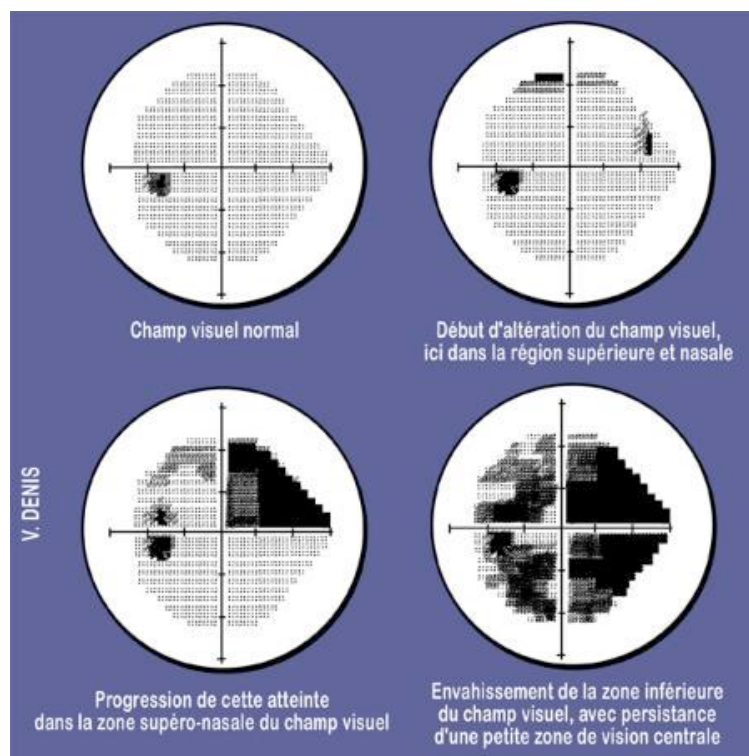 Champ visuel normal
Début d'altération du champ visuel,
ici dans la région supérieure et nasale
V. DENIS
Progression de cette atteinte
dans la zone supéro-nasale du champ visuel
Envahissement de la zone inférieure
du champ visuel, avec persistance
d'une petite zone de vision centrale